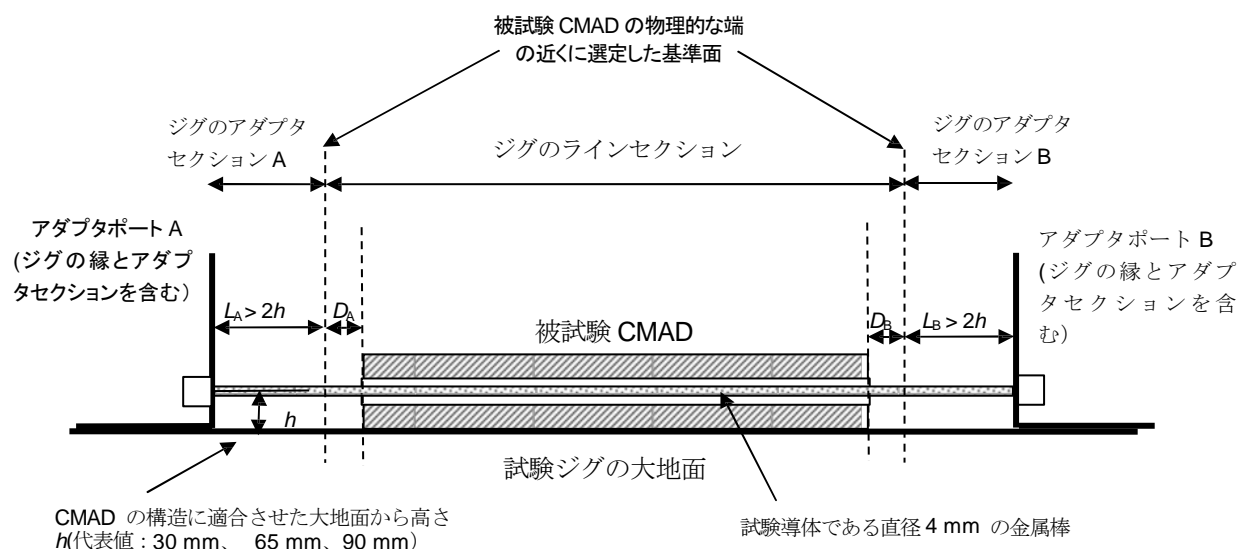 被試験 CMAD の物理的な端
の近くに選定した基準面
ジグのアダプタ
セクション A
ジグのラインセクション
ジグのアダプタ
セクション B
アダプタポート A
(ジグの縁とアダプ
タセクションを含む)
アダプタポート B
(ジグの縁とアダプ
タセクションを含
む)
LA > 2h
DA
被試験 CMAD
DB
LB > 2h
h
試験ジグの大地面
CMAD の構造に適合させた大地面から高さ
h(代表値：30 mm、 65 mm、90 mm)
試験導体である直径 4 mm の金属棒